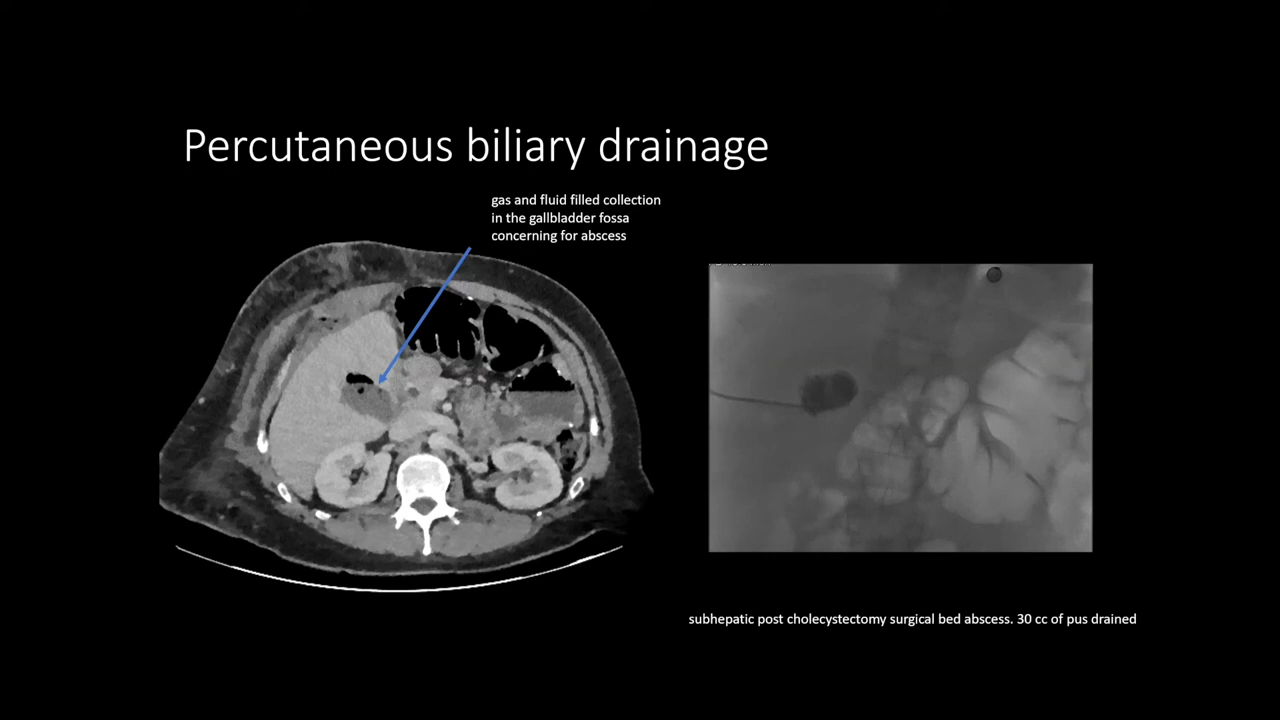 Percutaneous biliary drainage
gas and fluid filled collection
in the gallbladder fossa
concerning for abscess
subhepatic post cholecystectomy surgical bed abscess. 30 cc of pus drained